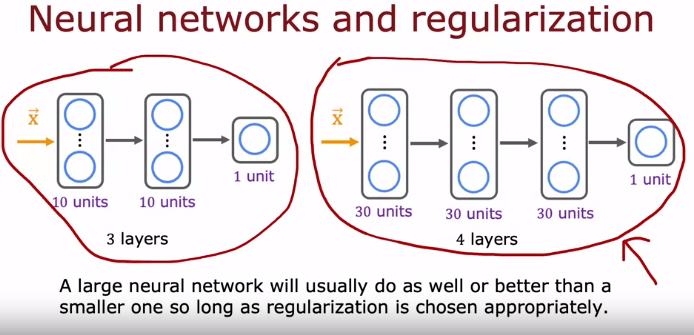 Neural networks and regularization
x⃗
10 units
10 units
1 unit
3 layers
x⃗
30 units
30 units
30 units
1 unit
4 layers
A large neural network will usually do as well or better than a
smaller one so long as regularization is chosen appropriately.